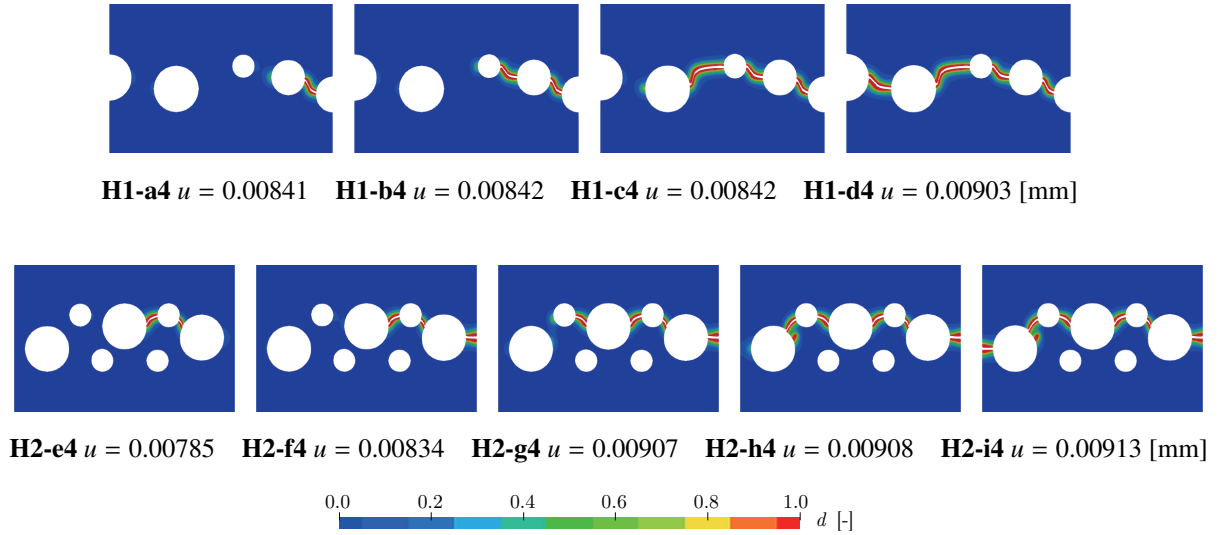 H1-a4 u = 0.00841 H1-b4 u = 0.00842 H1-c4 u = 0.00842 H1-d4 u = 0.00903 [mm]
H2-e4 u = 0.00785 H2-f4 u = 0.00834 H2-g4 u = 0.00907 H2-h4 u = 0.00908 H2-i4 u = 0.00913 [mm]
0.0 0.2 0.4 0.6 0.8 1.0
d [-]